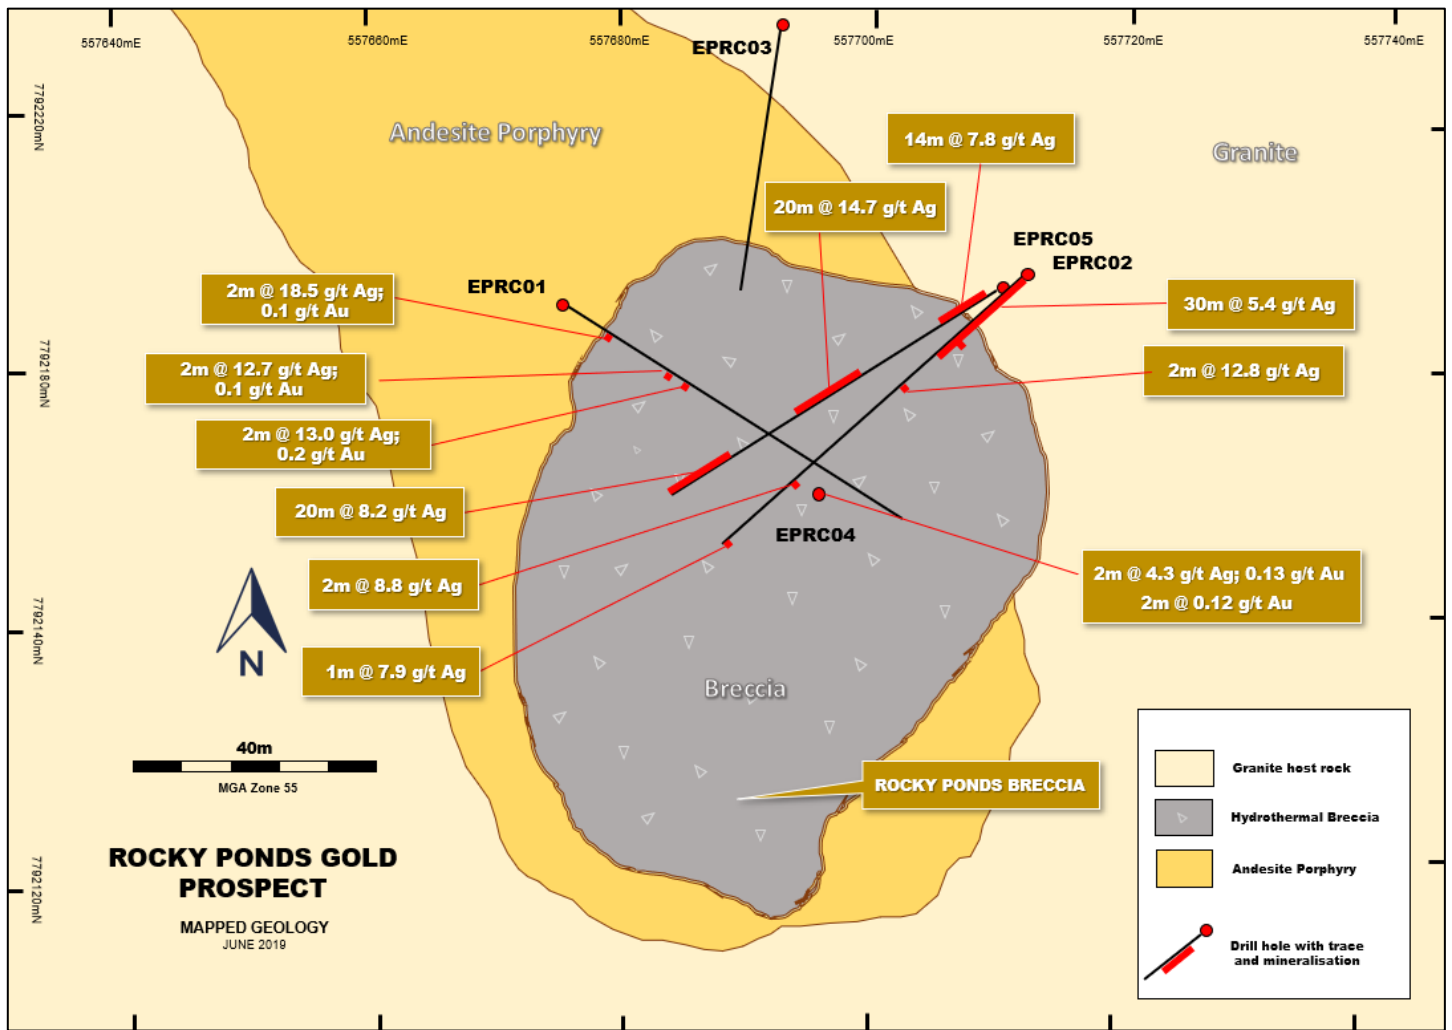 557640mE
557660mE
557680mE
557700mE
557720mE
557740mE
EPRC03
7792220mN
Andesite Porphyry
14m @ 7.8 g/t Ag
Granite
20m @ 14.7 g/t Ag
EPRC05
EPRC02
EPRC01
2m @ 18.5 g/t Ag;
0.1 g/t Au
30m @ 5.4 g/t Ag
7792180mN
2m @ 12.7 g/t Ag;
0.1 g/t Au
2m @ 12.8 g/t Ag
2m @ 13.0 g/t Ag;
0.2 g/t Au
20m @ 8.2 g/t Ag
EPRC04
2m @ 8.8 g/t Ag
2m @ 4.3 g/t Ag; 0.13 g/t Au
2m @ 0.12 g/t Au
7792140mN
N
1m @ 7.9 g/t Ag
Breccia
40m
MGA Zone 55
ROCKY PONDS BRECCIA
Granite host rock
Hydrothermal Breccia
Andesite Porphyry
Drill hole with trace
and mineralisation
7792120mN
ROCKY PONDS GOLD
PROSPECT
MAPPED GEOLOGY
JUNE 2019